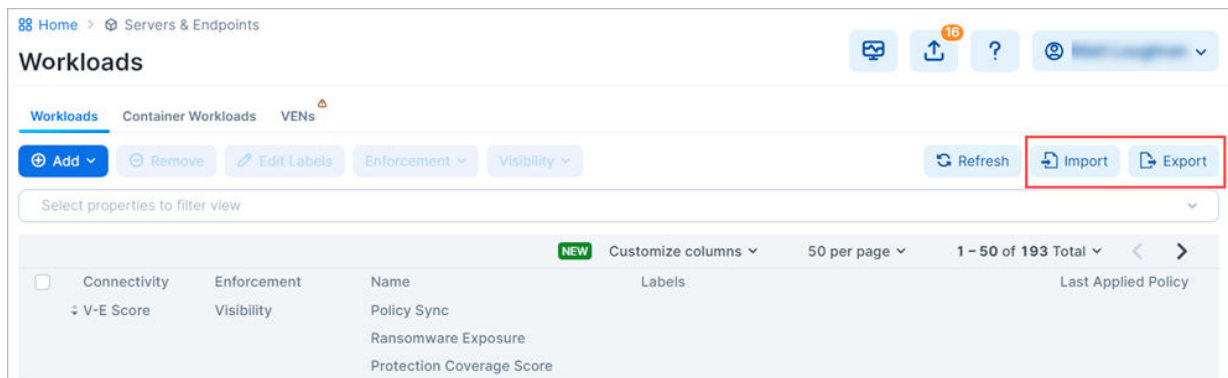 Home > Servers & Endpoints
Workloads
16
?
Workloads Container Workloads VENs
Add Remove Edit Labels Enforcement Visibility Refresh Import Export
Select properties to filter view
NEW Customize columns 50 per page 1 – 50 of 193 Total
Connectivity Enforcement Name Labels Last Applied Policy
V-E Score Visibility Policy Sync
Ransomware Exposure
Protection Coverage Score